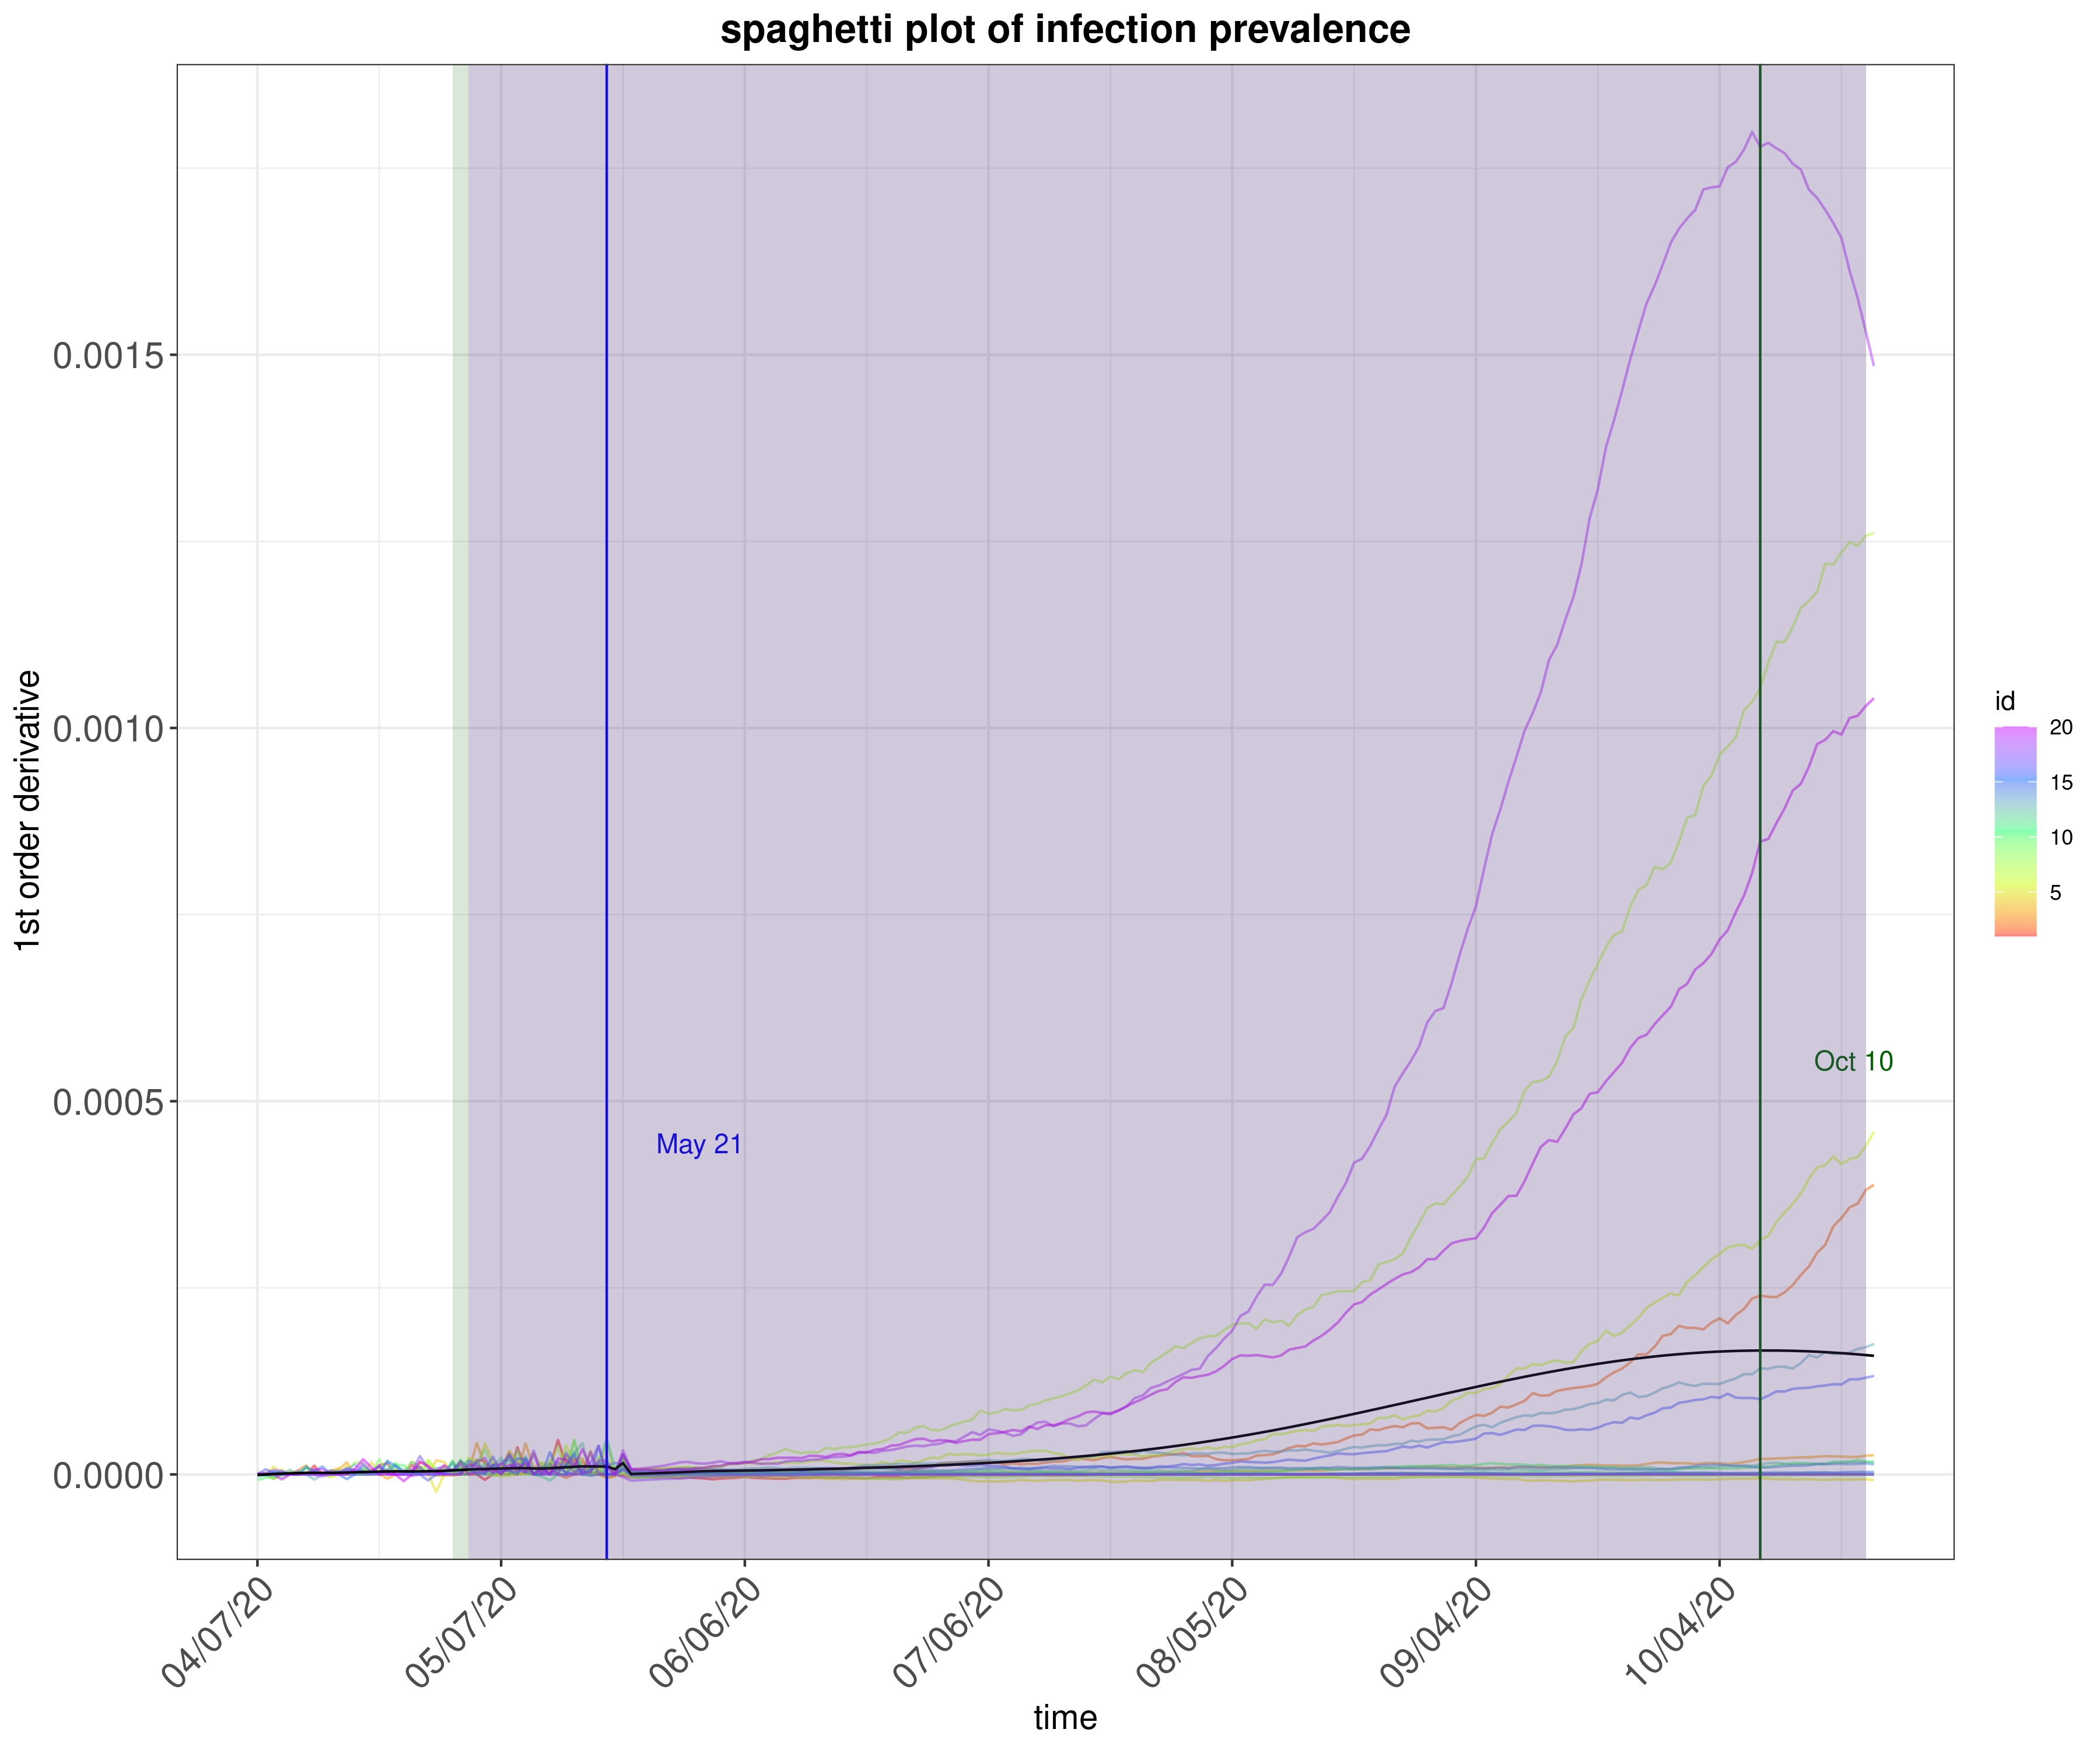 spaghetti plot of infection prevalence
1st order derivative
0.0015
0.0010
0.0005
0.0000
May 21
Oct 10
id
20
15
10
5
04/07/20
05/07/20
06/06/20
07/06/20
08/05/20
09/04/20
10/04/20
time